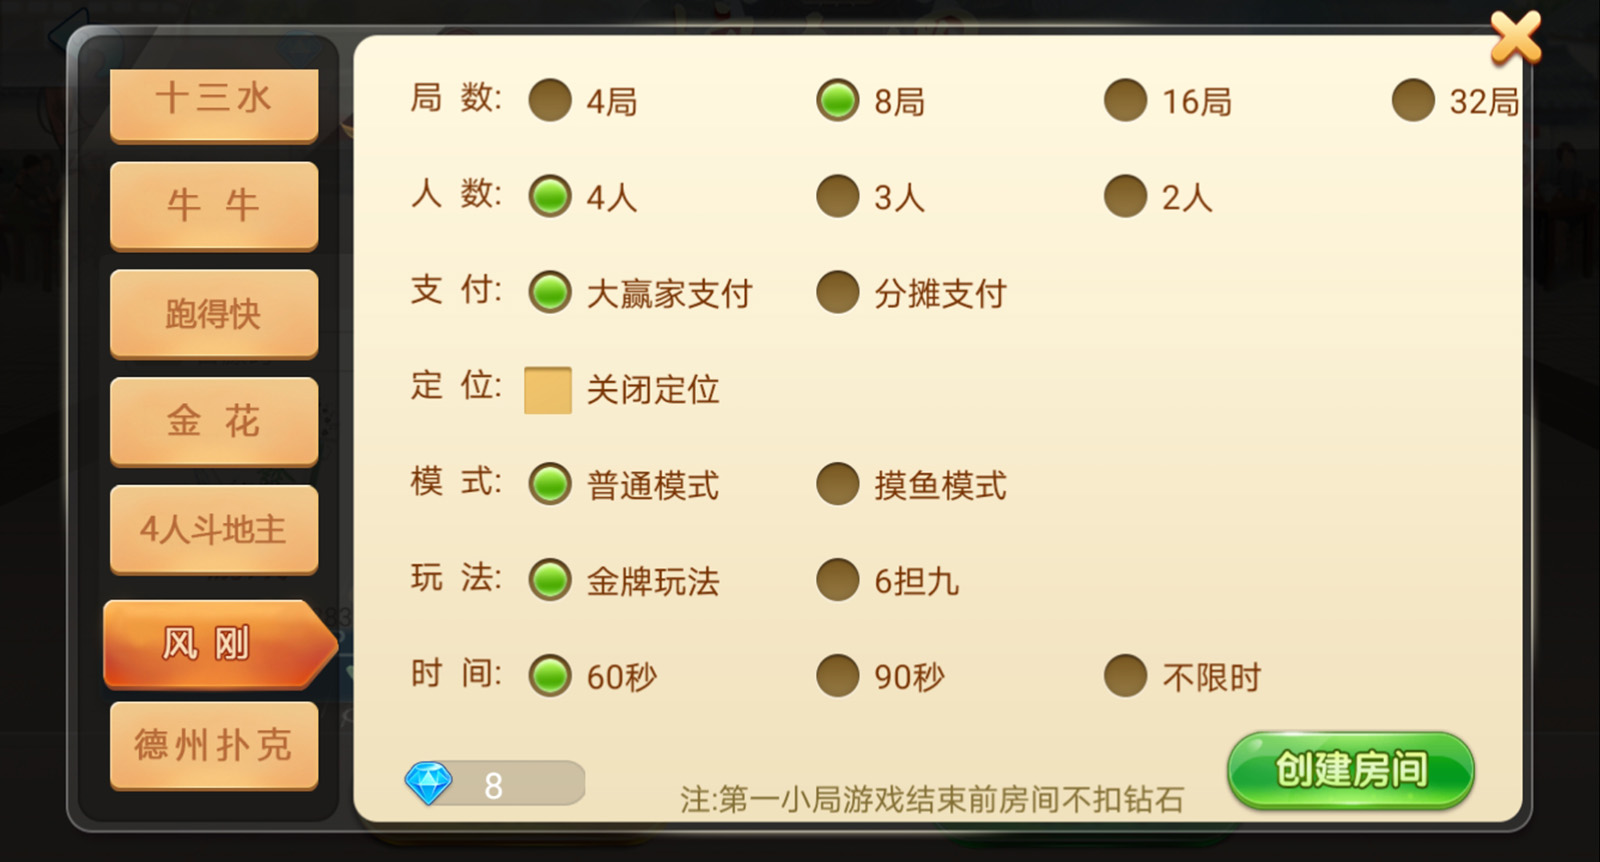 十三水
牛 牛
跑得快
金 花
4人斗地主
风 刚
德州扑克
局 数: 4局 8局 16局 32局
人 数: 4人 3人 2人
支 付: 大赢家支付 分摊支付
定 位: 关闭定位
模 式: 普通模式 摸鱼模式
玩 法: 金牌玩法 6担九
时 间: 60秒 90秒 不限时
8
注:第一小局游戏结束前房间不扣钻石
创建房间